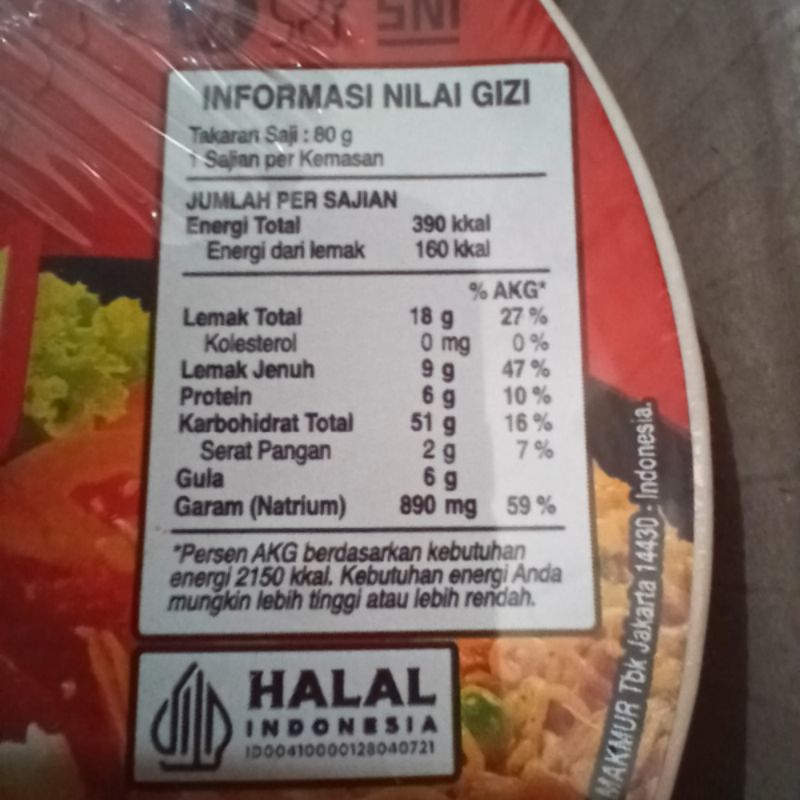 SNI
INFORMASI NILAI GIZI
Takaran Saji : 80 g
1 Sajian per Kemasan
JUMLAH PER SAJIAN
Energi Total 390 kkal
Energi dari lemak 160 kkal
% AKG*
Lemak Total 18 g 27 %
Kolesterol 0 mg 0 %
Lemak Jenuh 9 g 47 %
Protein 6 g 10 %
Karbohidrat Total 51 g 16 %
Serat Pangan 2 g 7 %
Gula 6 g
Garam (Natrium) 890 mg 59 %
*Persen AKG berdasarkan kebutuhan
energi 2150 kkal. Kebutuhan energi Anda
mungkin lebih tinggi atau lebih rendah.
HALAL
INDONESIA
ID00410000128040721
MAKMUR Tbk Jakarta 14430 - Indonesia.